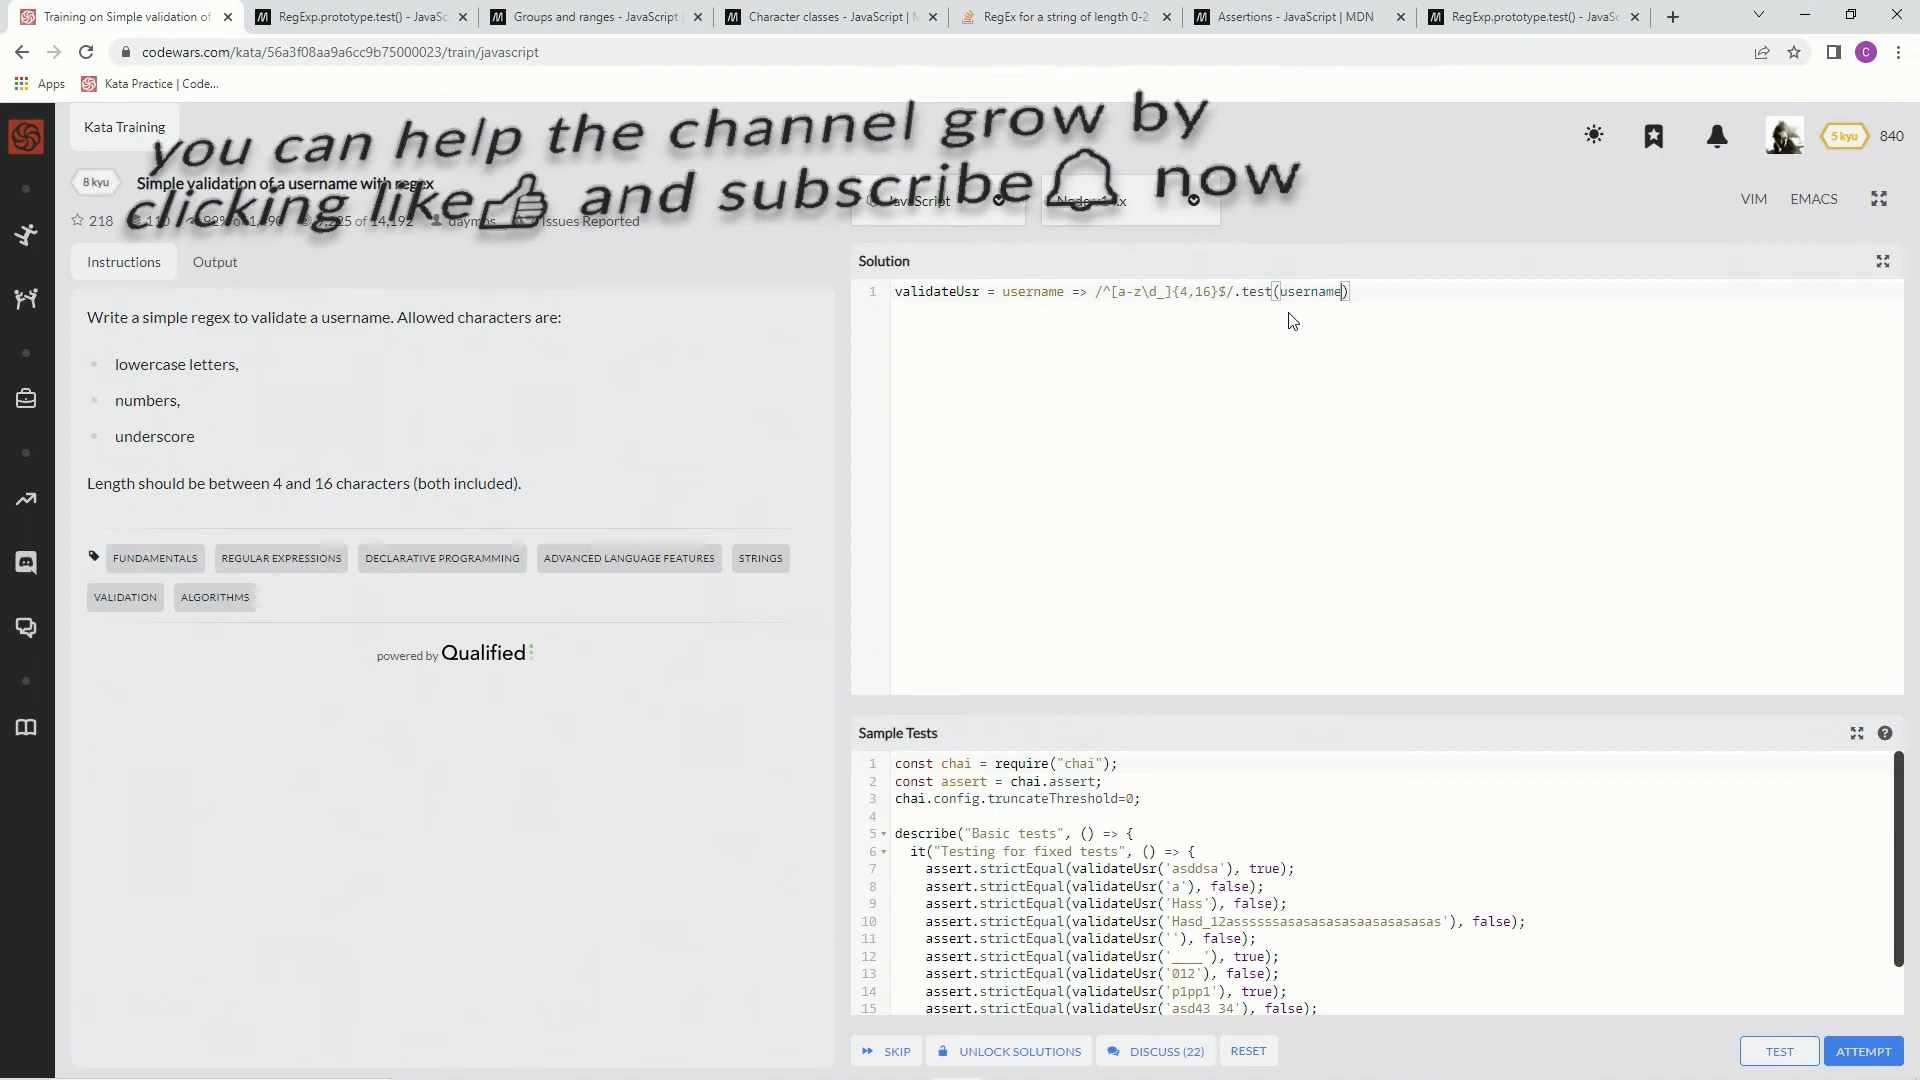 Training on Simple validation of
RegExp.prototype.test() - JavaSc
Groups and ranges - JavaScript
Character classes - JavaScript | M
RegEx for a string of length 0-2
Assertions - JavaScript | MDN
RegExp.prototype.test() - JavaSc
codewars.com/kata/56a3f08aa9a6cc9b75000023/train/javascript
C
Apps
Kata Practice | Code...
you can help the channel grow by
clicking like and subscribe now
Kata Training
5 kyu
840
8 kyu
Simple validation of a username with regex
218
of 14,192
daymos
Issues Reported
JavaScript
VIM
EMACS
Instructions
Output
Write a simple regex to validate a username. Allowed characters are:
lowercase letters,
numbers,
underscore
Length should be between 4 and 16 characters (both included).
FUNDAMENTALS
REGULAR EXPRESSIONS
DECLARATIVE PROGRAMMING
ADVANCED LANGUAGE FEATURES
STRINGS
VALIDATION
ALGORITHMS
powered by Qualified
Solution
1 validateUsr = username => /^[a-z\d_]{4,16}$/.test(username)
Sample Tests
1 const chai = require("chai");
2 const assert = chai.assert;
3 chai.config.truncateThreshold=0;
4
5 describe("Basic tests", () => {
6 it("Testing for fixed tests", () => {
7 assert.strictEqual(validateUsr('asddsa'), true);
8 assert.strictEqual(validateUsr('a'), false);
9 assert.strictEqual(validateUsr('Hass'), false);
10 assert.strictEqual(validateUsr('Hasd_12assssssasasasasasaasasasasas'), false);
11 assert.strictEqual(validateUsr(''), false);
12 assert.strictEqual(validateUsr('____'), true);
13 assert.strictEqual(validateUsr('012'), false);
14 assert.strictEqual(validateUsr('p1pp1'), true);
15 assert.strictEqual(validateUsr('asd43 34'), false);
SKIP
UNLOCK SOLUTIONS
DISCUSS (22)
RESET
TEST
ATTEMPT